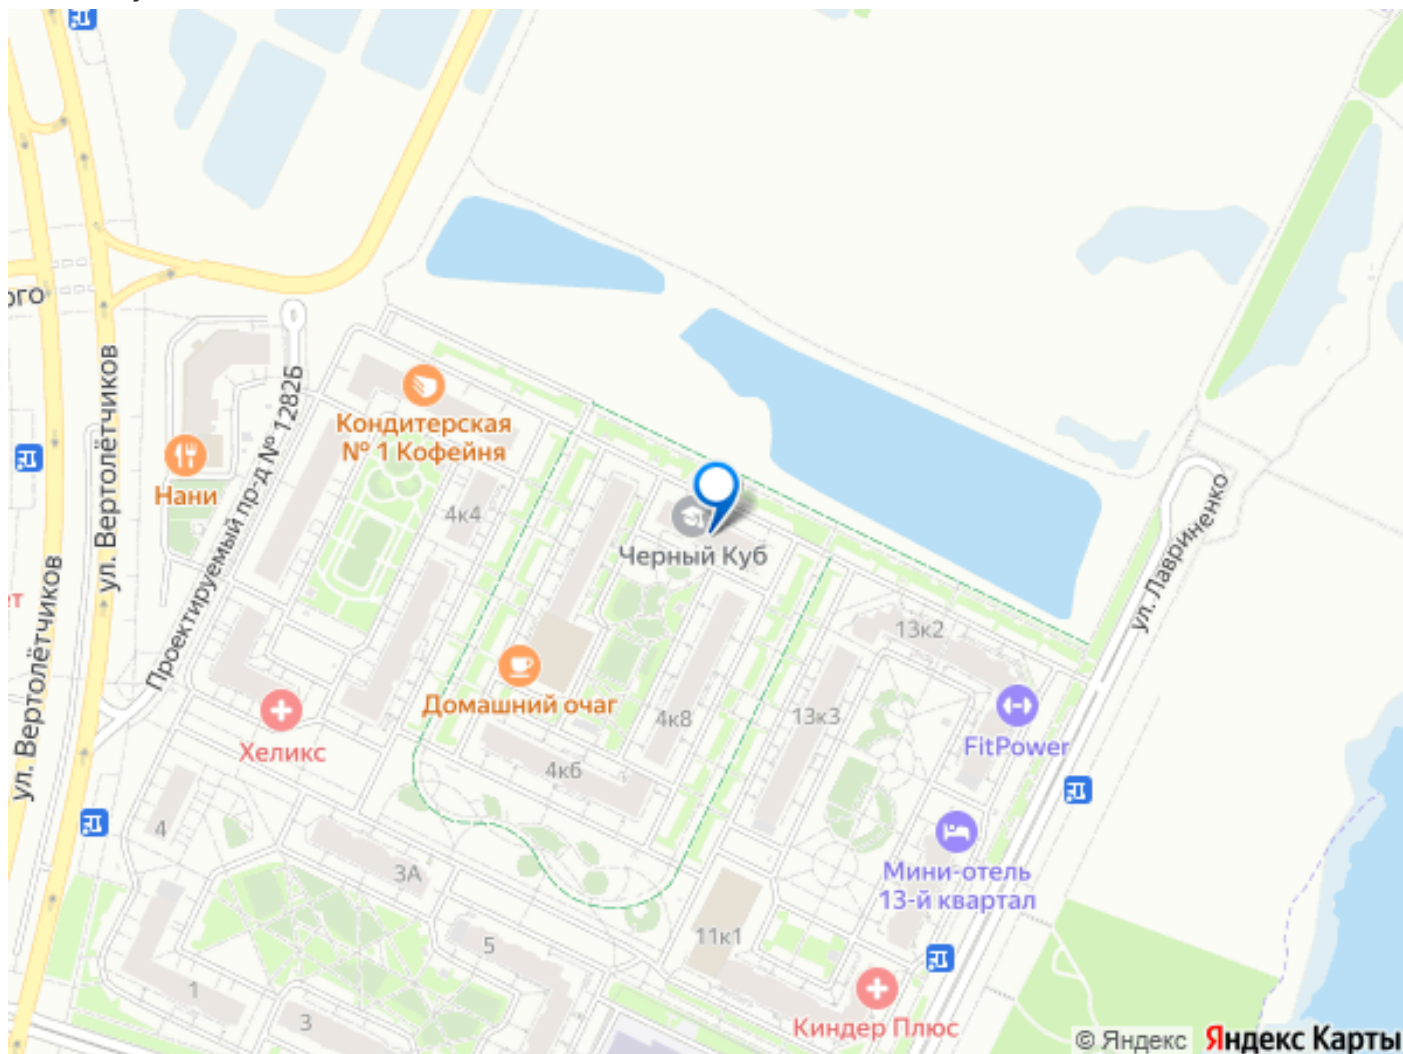 ул. Вертолётчиков
ул. Вертолётчиков
Проектируемый пр-д № 1282Б
Кондитерская
№ 1 Кофейня
Нани
4к4
Черный Куб
ул. Лавриненко
13к2
Домашний очаг
4к8
13к3
FitPower
Хеликс
4к6
4
3А
Мини-отель
13-й квартал
5
11к1
1
3
Киндер Плюс
© Яндекс Яндекс Карты